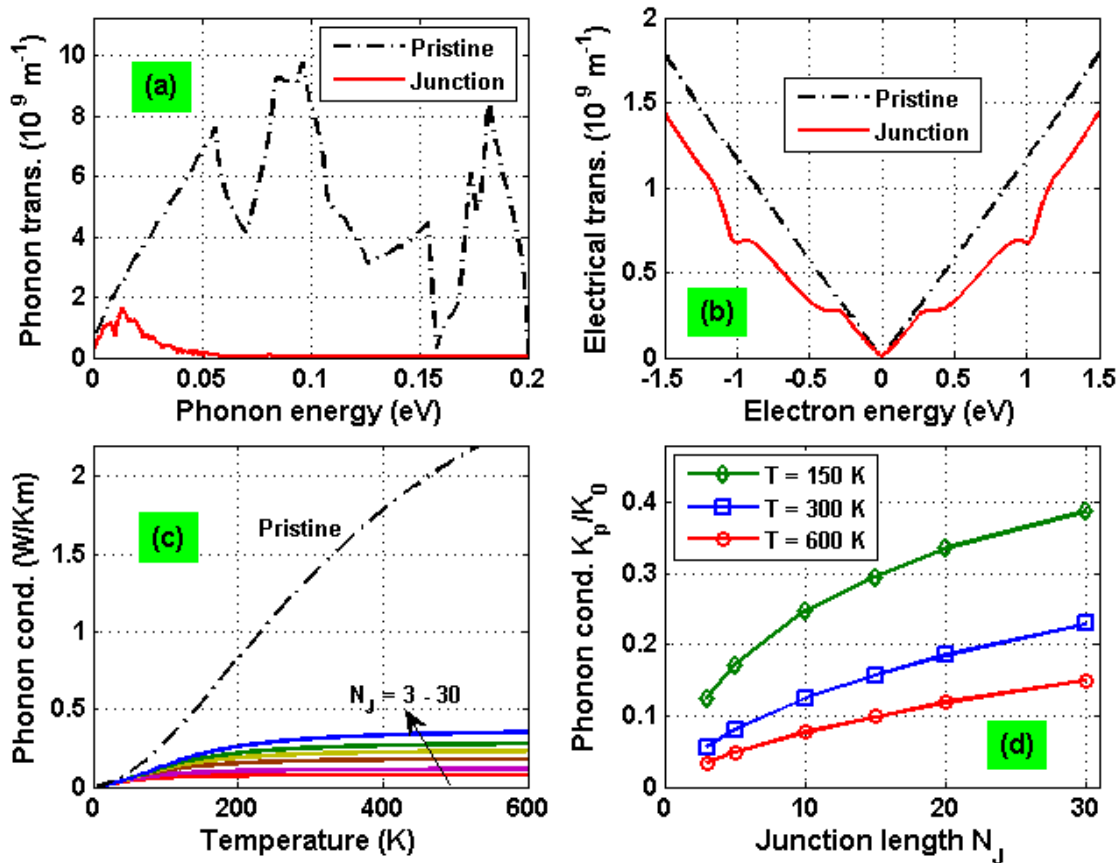 Phonon trans. (10^9 m^-1)
10
8
6
4
2
0
(a)
Pristine
Junction
0 0.05 0.1 0.15 0.2
Phonon energy (eV)
Electrical trans. (10^9 m^-1)
2
1.5
1
0.5
0
Pristine
Junction
(b)
-1.5 -1 -0.5 0 0.5 1 1.5
Electron energy (eV)
Phonon cond. (W/Km)
2
1.5
1
0.5
0
(c)
Pristine
N_J = 3 - 30
0 200 400 600
Temperature (K)
Phonon cond. K_p/K_0
0.4
0.3
0.2
0.1
0
T = 150 K
T = 300 K
T = 600 K
(d)
0 10 20 30
Junction length N_J